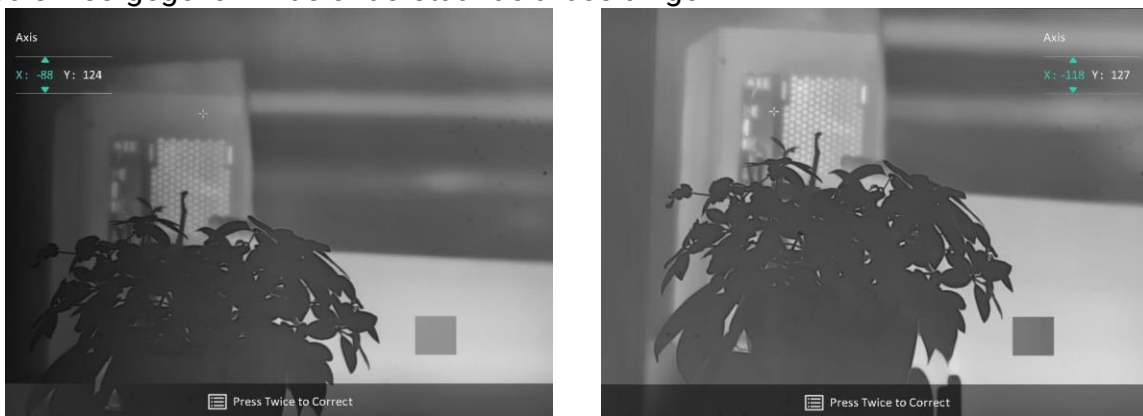 Axis
X: -88 Y: 124
Press Twice to Correct
Axis
X: -118 Y: 127
Press Twice to Correct